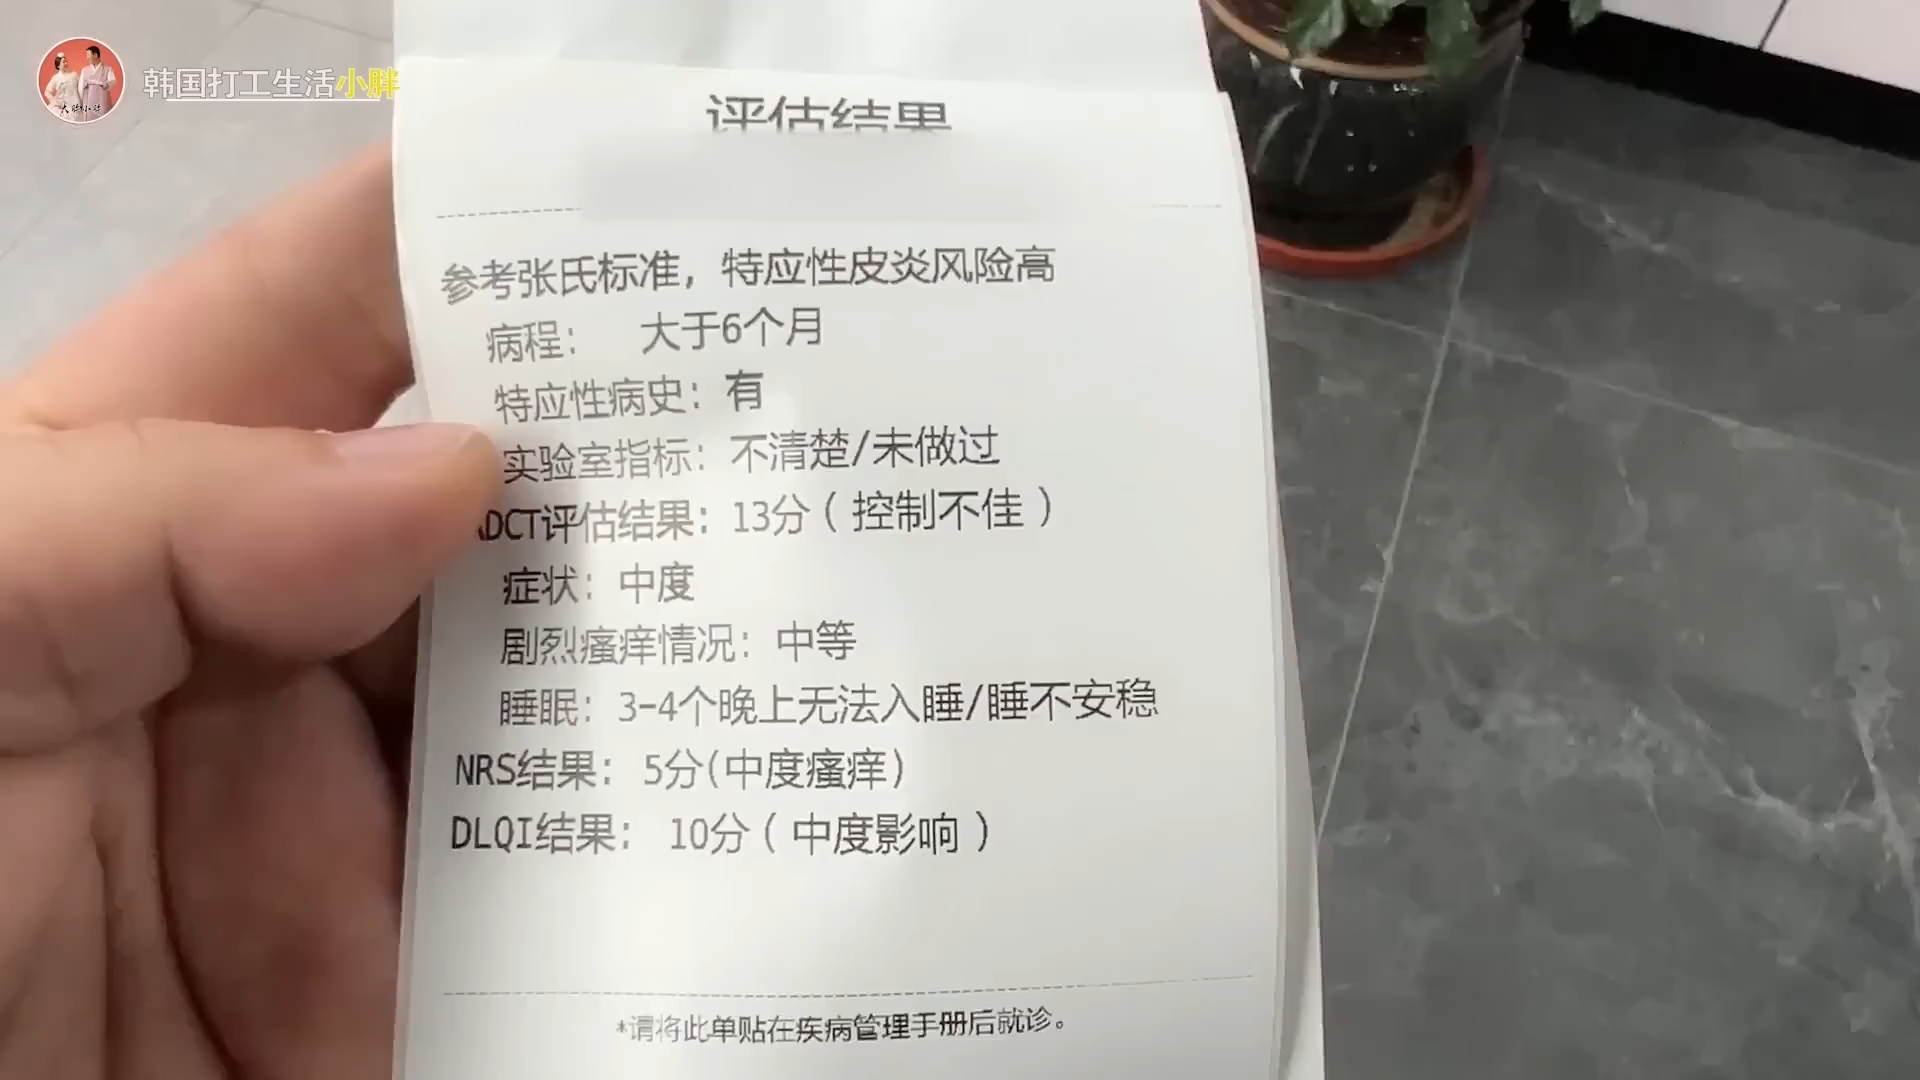 韩国打工生活小胖
评估结果
参考张氏标准，特应性皮炎风险高
病程： 大于6个月
特应性病史：有
实验室指标：不清楚/未做过
ADCT评估结果：13分（控制不佳）
症状：中度
剧烈瘙痒情况：中等
睡眠：3-4个晚上无法入睡/睡不安稳
NRS结果： 5分(中度瘙痒)
DLQI结果： 10分（中度影响）
*请将此单贴在疾病管理手册后就诊。